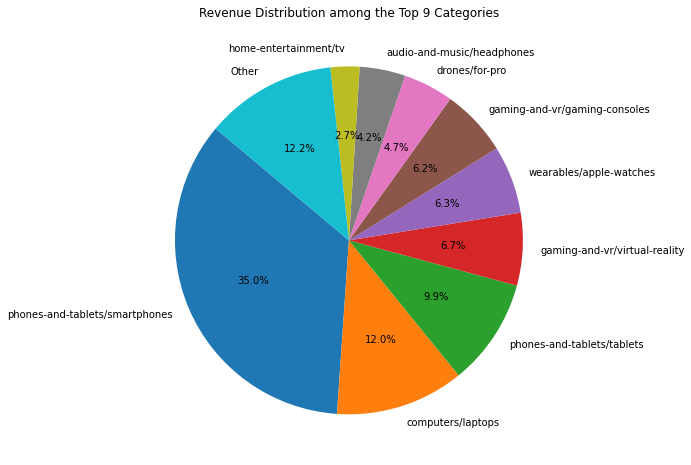 Revenue Distribution among the Top 9 Categories
home-entertainment/tv
audio-and-music/headphones
Other
drones/for-pro
gaming-and-vr/gaming-consoles
2.7%
4.2%
12.2%
4.7%
6.2%
wearables/apple-watches
6.3%
6.7%
gaming-and-vr/virtual-reality
35.0%
9.9%
phones-and-tablets/smartphones
12.0%
phones-and-tablets/tablets
computers/laptops